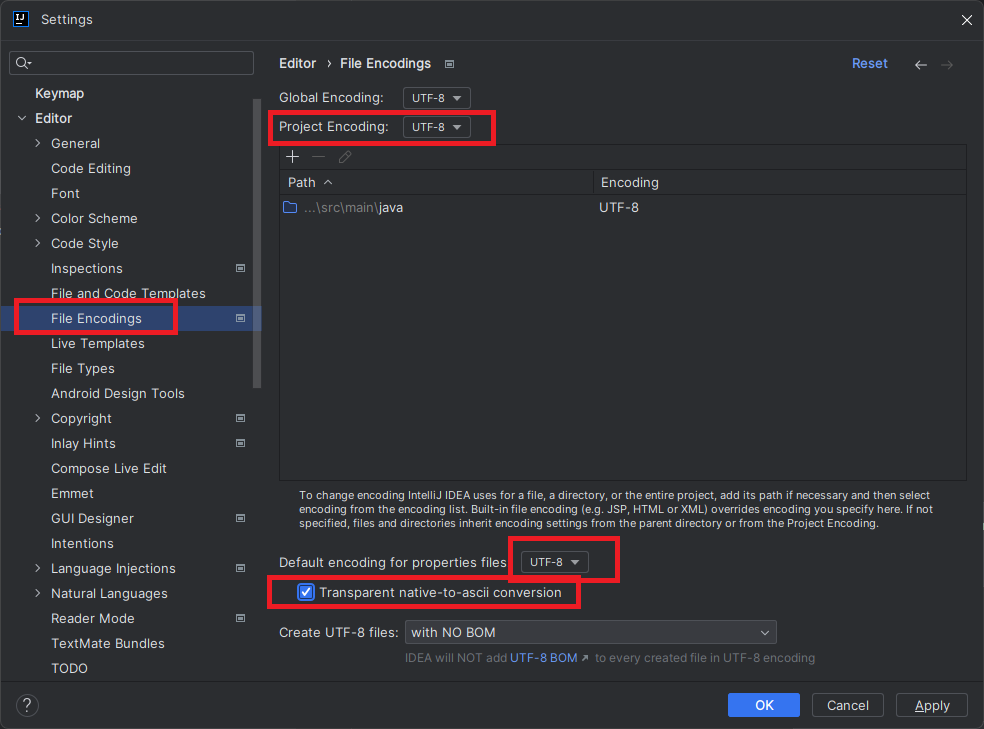 IJ
Settings
Keymap
Editor
General
Code Editing
Font
Color Scheme
Code Style
Inspections
File and Code Templates
File Encodings
Live Templates
File Types
Android Design Tools
Copyright
Inlay Hints
Compose Live Edit
Emmet
GUI Designer
Intentions
Language Injections
Natural Languages
Reader Mode
TextMate Bundles
TODO
Editor › File Encodings
Reset
Global Encoding: UTF-8
Project Encoding: UTF-8
Path Encoding
...\src\main\java UTF-8
To change encoding IntelliJ IDEA uses for a file, a directory, or the entire project, add its path if necessary and then select
encoding from the encoding list. Built-in file encoding (e.g. JSP, HTML or XML) overrides encoding you specify here. If not
specified, files and directories inherit encoding settings from the parent directory or from the Project Encoding.
Default encoding for properties files UTF-8
Transparent native-to-ascii conversion
Create UTF-8 files: with NO BOM
IDEA will NOT add UTF-8 BOM ↗ to every created file in UTF-8 encoding
?
OK Cancel Apply